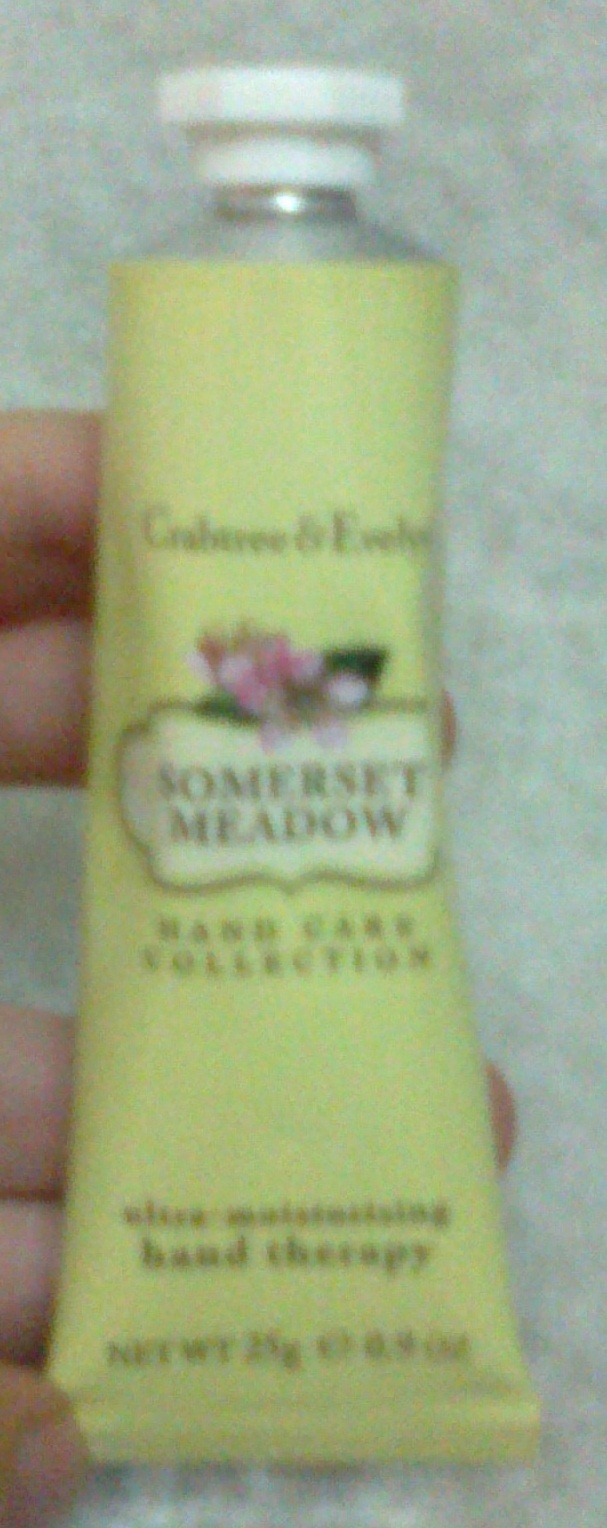 Crabtree & Evelyn
SOMERSET
MEADOW
HAND CARE
COLLECTION
ultra-moisturising
hand therapy
NET WT 25g ℮ 0.9 OZ